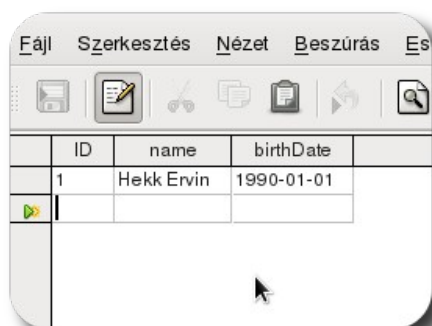 Fájl Szerkesztés Nézet Beszúrás Es
ID name birthDate
1 Hekk Ervin 1990-01-01